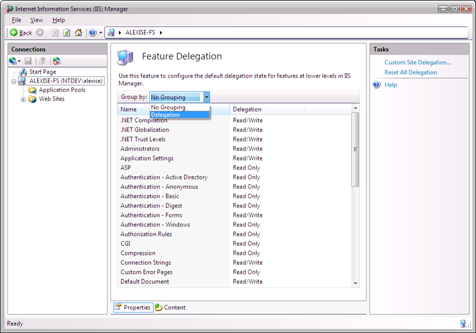 Internet Information Services (IIS) Manager
File View Help
Back ALEXISE-FS
Connections
Start Page
ALEXISE-FS (NTDEV\alexise)
Application Pools
Web Sites
Feature Delegation
Use this feature to configure the default delegation state for features at lower levels in IIS
Manager.
Group by: No Grouping
No Grouping
Delegation
Name Delegation
.NET Compilation Read/Write
.NET Globalization Read/Write
.NET Trust Levels Read/Write
Administrators Read/Write
Application Settings Read/Write
ASP Read Only
Authentication - Active Directory Read Only
Authentication - Anonymous Read Only
Authentication - Basic Read Only
Authentication - Digest Read Only
Authentication - Forms Read/Write
Authentication - Windows Read Only
Authorization Rules Read/Write
CGI Read Only
Compression Read/Write
Connection Strings Read/Write
Custom Error Pages Read Only
Default Document Read/Write
Properties Content
Tasks
Custom Site Delegation...
Reset All Delegation
Help
Ready